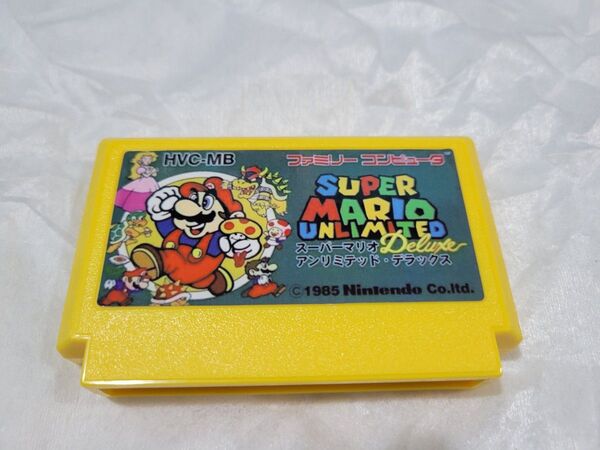 HVC-MB
ファミリー コンピュータ
SUPER
MARIO
UNLIMITED
Deluxe
スーパーマリオ
アンリミテッド・デラックス
©1985 Nintendo Co.ltd.